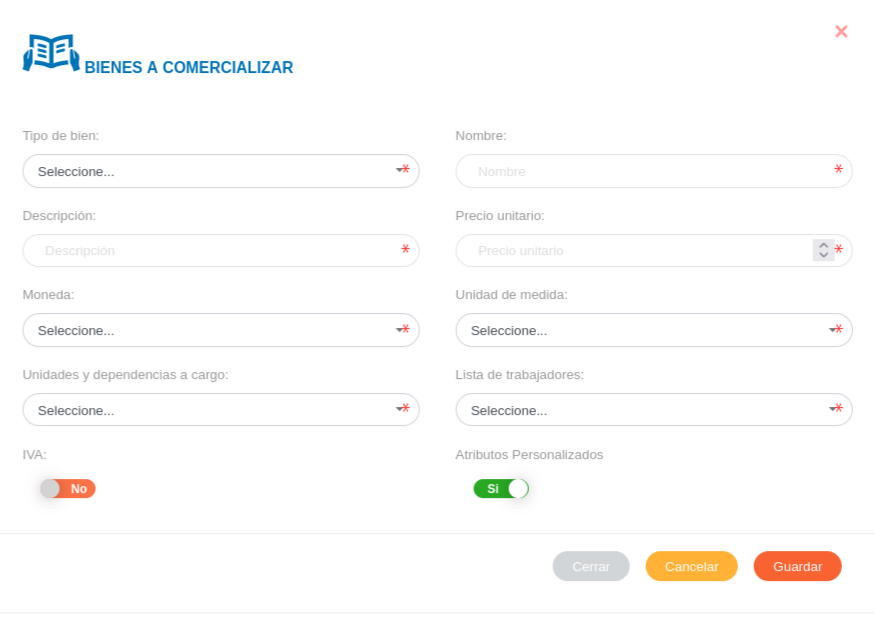 BIENES A COMERCIALIZAR
Tipo de bien:
Nombre:
Seleccione...
Nombre
Descripción:
Precio unitario:
Descripción
Precio unitario
Moneda:
Unidad de medida:
Seleccione...
Seleccione...
Unidades y dependencias a cargo:
Lista de trabajadores:
Seleccione...
Seleccione...
IVA:
Atributos Personalizados
No
Si
Cerrar
Cancelar
Guardar